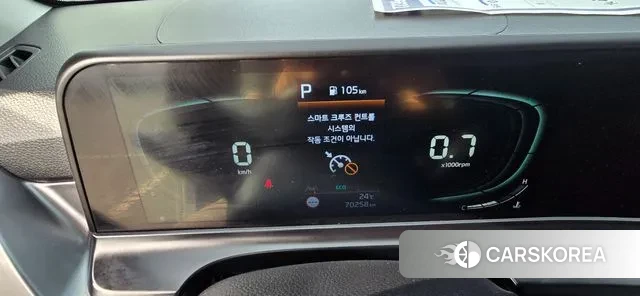 P 105 km
스마트 크루즈 컨트롤
시스템의
작동 조건이 아닙니다.
0
km/h
0.7
x1000rpm
ECO
24℃
70258 km
C
H
CARSKOREA